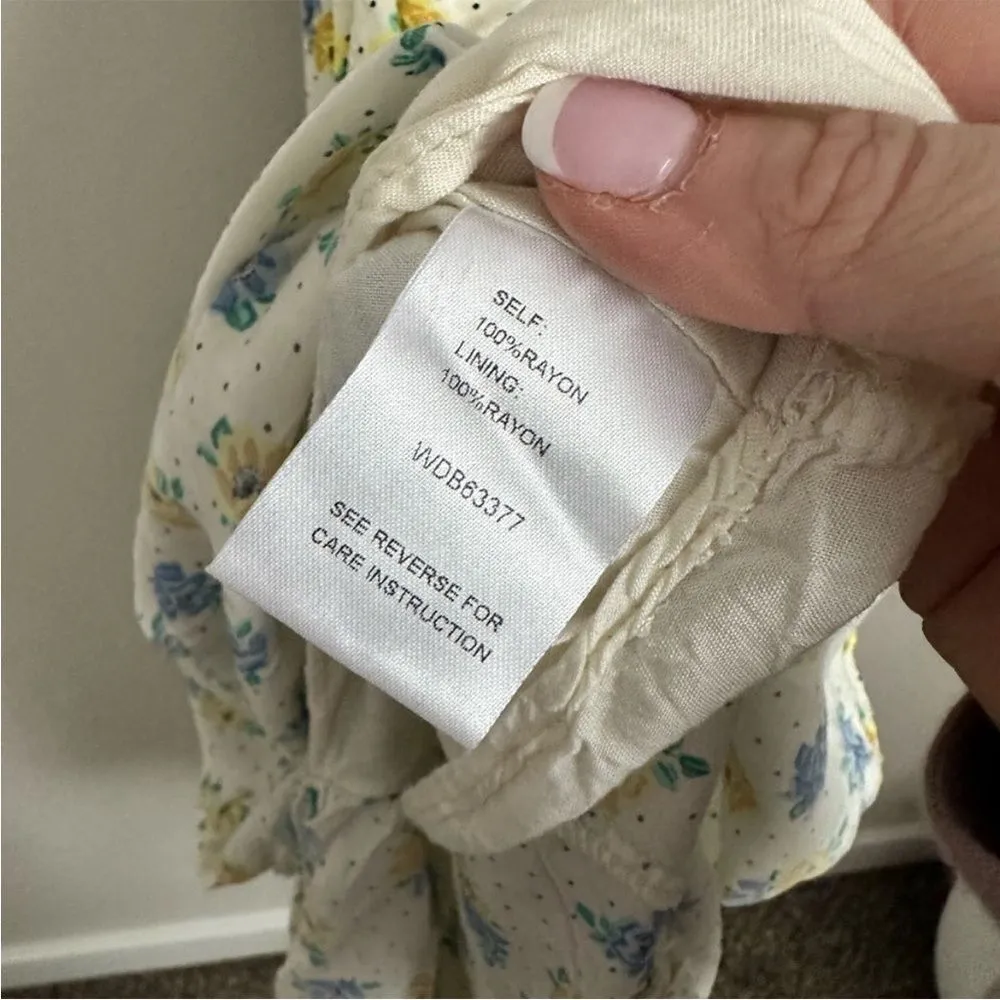 SELF:
100%RAYON
LINING:
100%RAYON
WDB63377
SEE REVERSE FOR
CARE INSTRUCTION